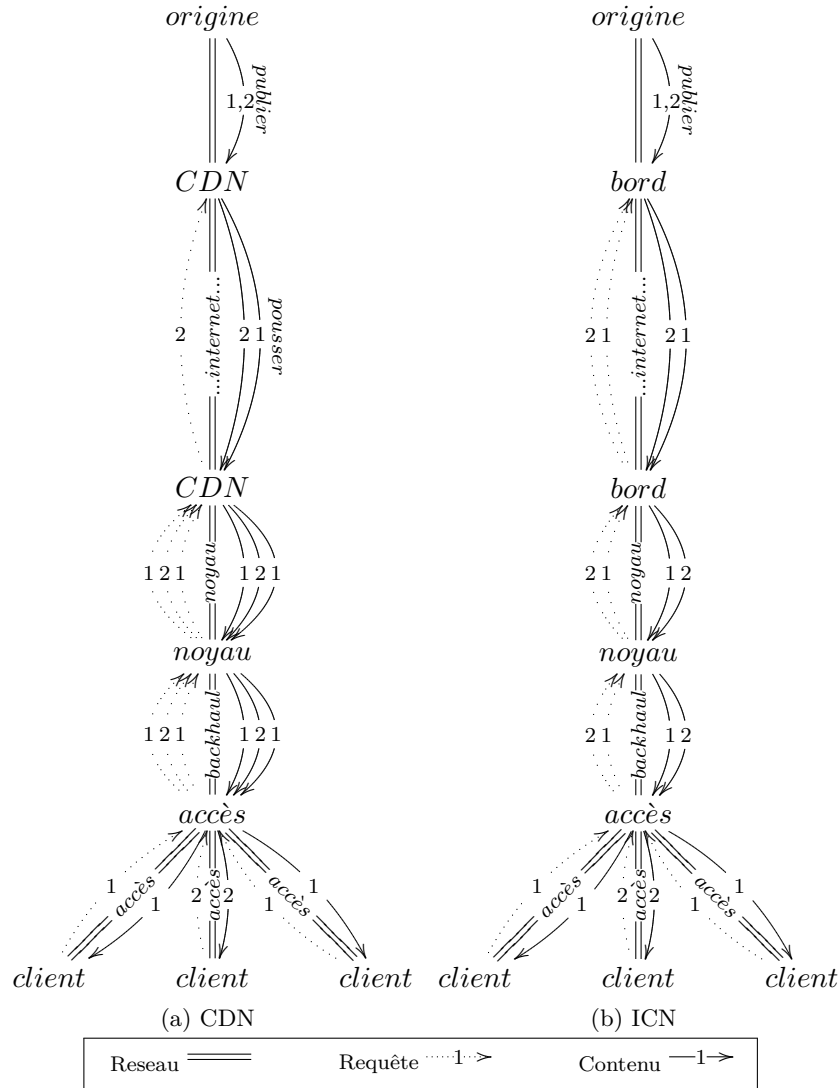 origine origine
1,2 publier 1,2 publier
CDN bord
2 ...internet... 2 1 pousser 2 1 ...internet... 2 1
CDN bord
1 2 1 noyau 1 2 1 2 1 noyau 1 2
noyau noyau
1 2 1 backhaul 1 2 1 2 1 backhaul 1 2
accès accès
1 accès 1 2 accès 2 1 accès 1 1 accès 1 2 accès 2 1 accès 1
client client client client client client
(a) CDN (b) ICN
Reseau Requête 1 Contenu 1